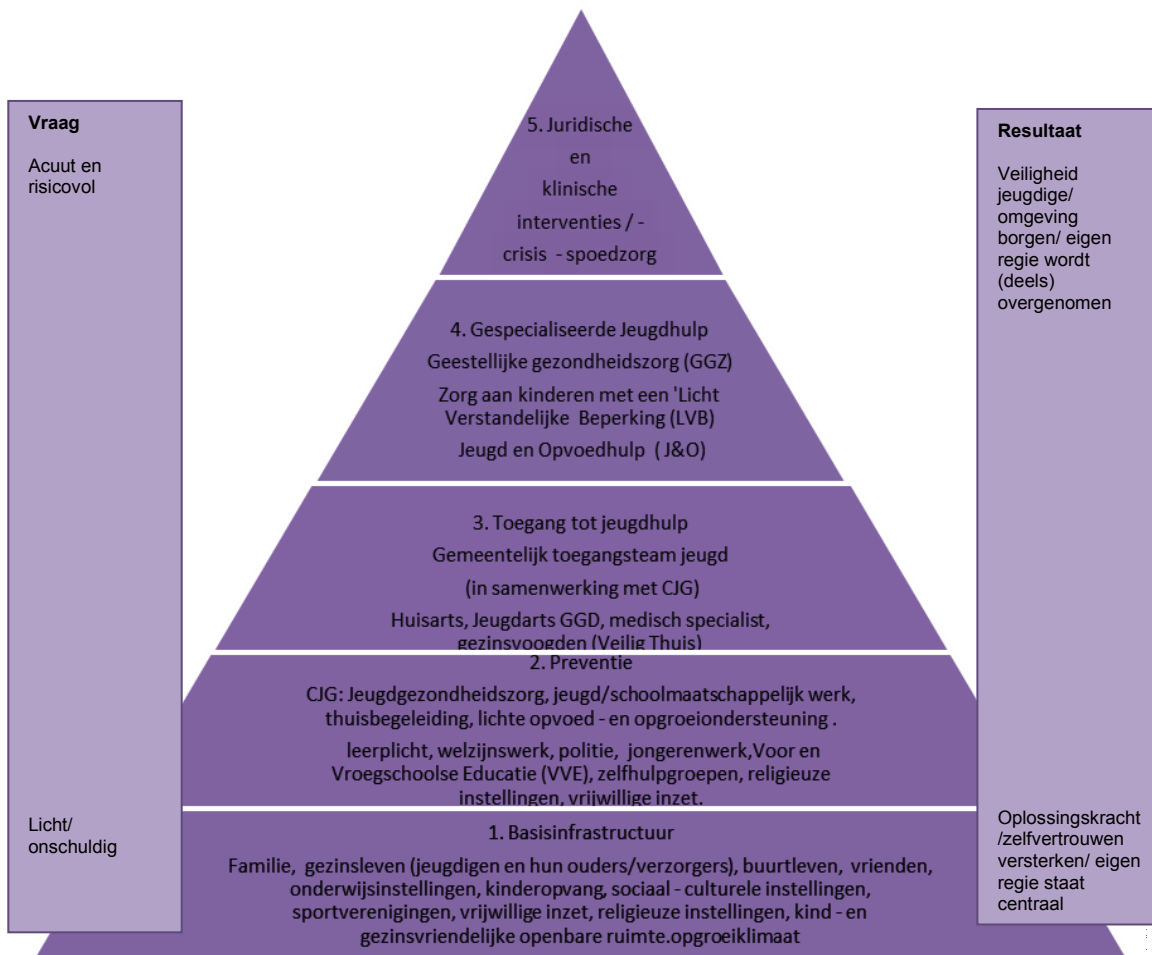 Vraag
Acuut en
risicovol
Licht/
onschuldig
5. Juridische
en
klinische
interventies / -
crisis - spoedzorg
4. Gespecialiseerde Jeugdhulp
Geestellijke gezondheidszorg (GGZ)
Zorg aan kinderen met een 'Licht
Verstandelijke Beperking (LVB)
Jeugd en Opvoedhulp ( J&O)
3. Toegang tot jeugdhulp
Gemeentelijk toegangsteam jeugd
(in samenwerking met CJG)
Huisarts, Jeugdarts GGD, medisch specialist,
gezinsvoogden (Veilig Thuis)
2. Preventie
CJG: Jeugdgezondheidszorg, jeugd/schoolmaatschappelijk werk,
thuisbegeleiding, lichte opvoed - en opgroeiondersteuning .
leerplicht, welzijnswerk, politie, jongerenwerk,Voor en
Vroegschoolse Educatie (VVE), zelfhulpgroepen, religieuze
instellingen, vrijwillige inzet.
1. Basisinfrastructuur
Familie, gezinsleven (jeugdigen en hun ouders/verzorgers), buurtleven, vrienden,
onderwijsinstellingen, kinderopvang, sociaal - culturele instellingen,
sportverenigingen, vrijwillige inzet, religieuze instellingen, kind - en
gezinsvriendelijke openbare ruimte.opgroeiklimaat
Resultaat
Veiligheid
jeugdige/
omgeving
borgen/ eigen
regie wordt
(deels)
overgenomen
Oplossingskracht
/zelfvertrouwen
versterken/ eigen
regie staat
centraal